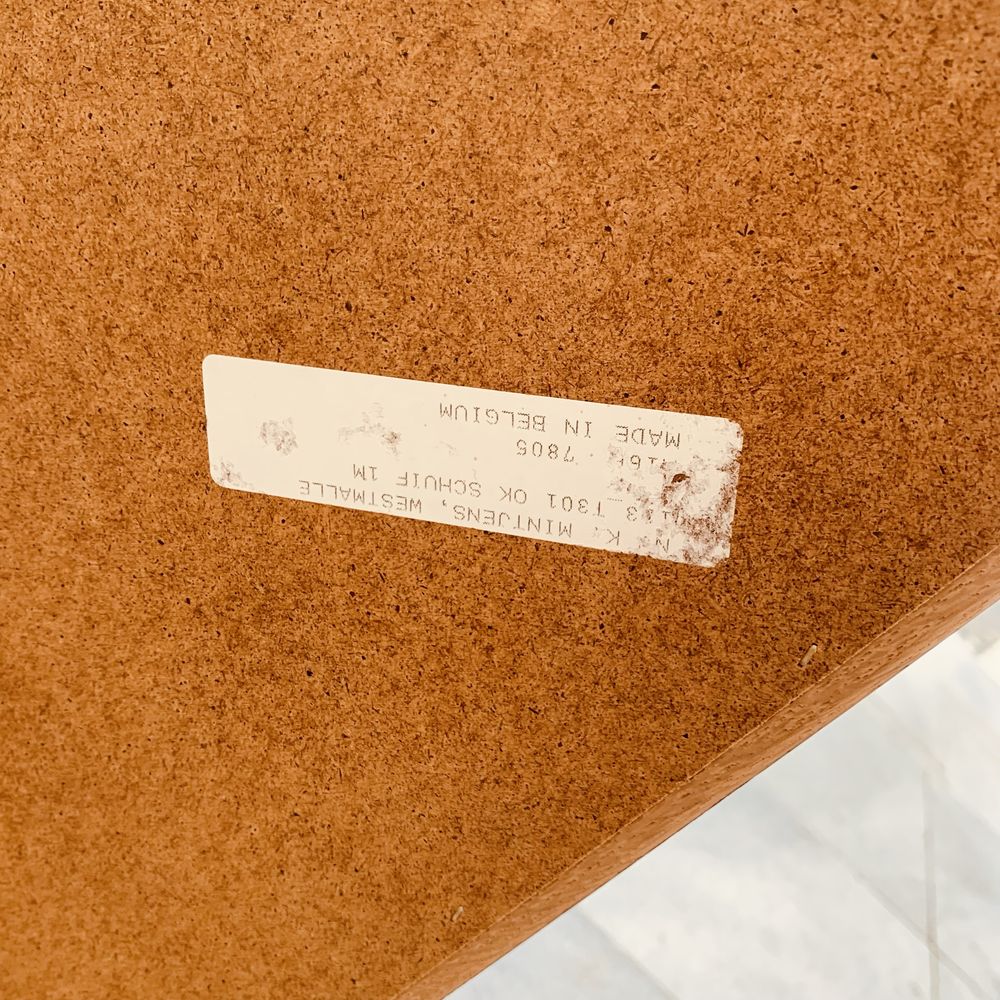 N K. MINTJENS, WESTMALLE
T301 OK SCHUIF 1M
7805
MADE IN BELGIUM